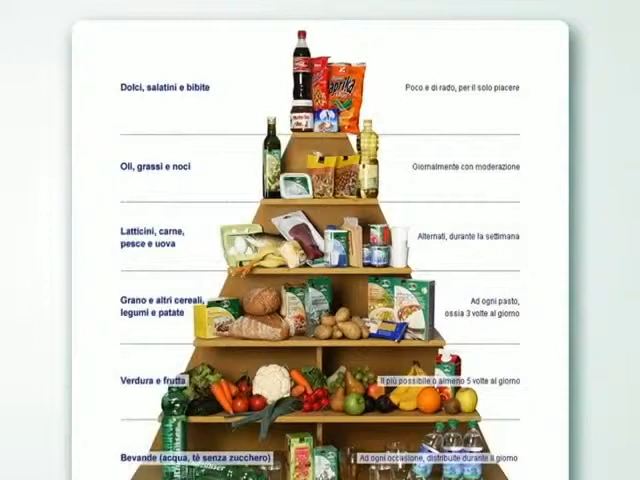 Dolci, salatini e bibite
Poco e di rado, per il solo piacere
Oli, grassi e noci
Giornalmente con moderazione
Latticini, carne,
pesce e uova
Alternati, durante la settimana
Grano e altri cereali,
legumi e patate
Ad ogni pasto,
ossia 3 volte al giorno
Verdura e frutta
Il più possibile o almeno 5 volte al giorno
Bevande (acqua, tè senza zucchero)
Ad ogni occasione, distribuite durante il giorno
Paprika